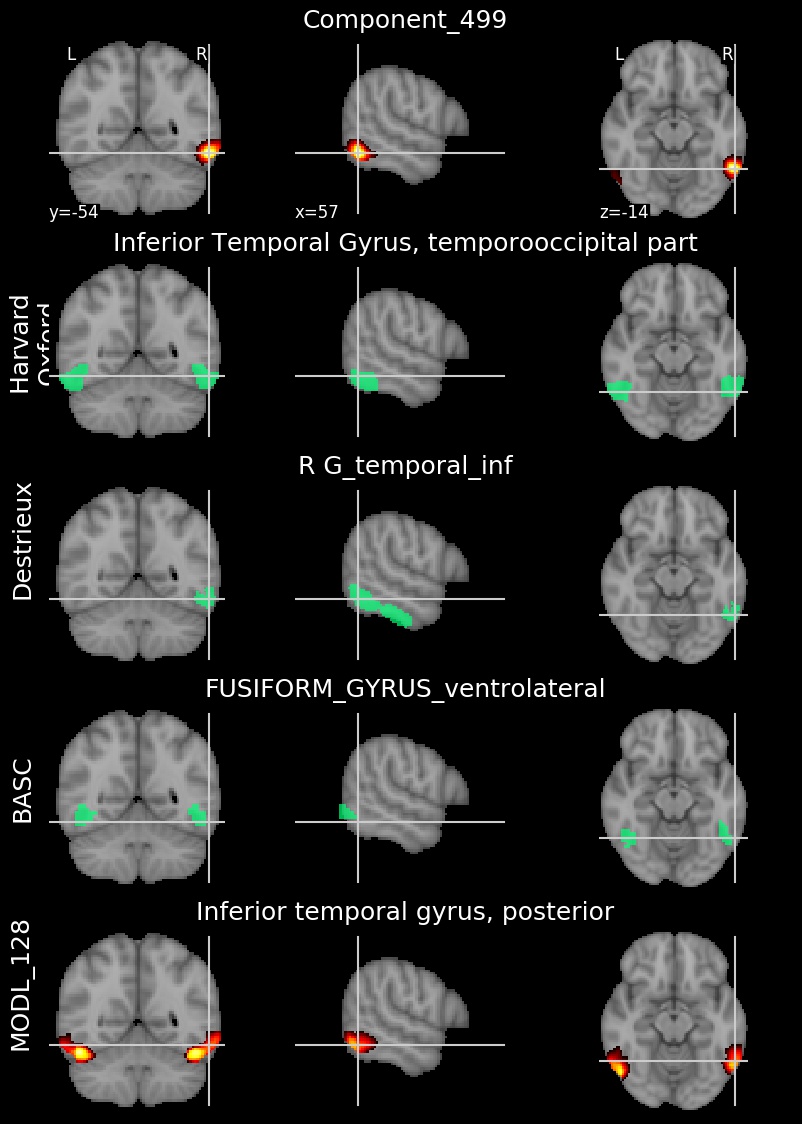 Component_499
L R L R
y=-54 x=57 z=-14
Inferior Temporal Gyrus, temporooccipital part
Harvard
Oxford
R G_temporal_inf
Destrieux
FUSIFORM_GYRUS_ventrolateral
BASC
Inferior temporal gyrus, posterior
MODL_128